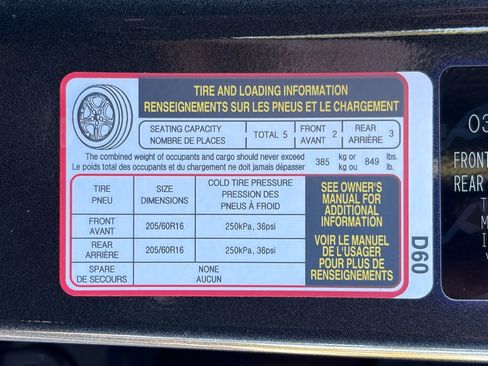 TIRE AND LOADING INFORMATION
RENSEIGNEMENTS SUR LES PNEUS ET LE CHARGEMENT
SEATING CAPACITY
NOMBRE DE PLACES
TOTAL 5
FRONT
AVANT 2
REAR
ARRIÈRE 3
The combined weight of occupants and cargo should never exceed
Le poids total des occupants et du chargement ne doit jamais dépasser
385 kg or
kg ou
849 lbs.
lb.
TIRE
PNEU
SIZE
DIMENSIONS
COLD TIRE PRESSURE
PRESSION DES
PNEUS À FROID
SEE OWNER'S
MANUAL FOR
ADDITIONAL
INFORMATION
VOIR LE MANUEL
DE L'USAGER
POUR PLUS DE
RENSEIGNEMENTS
FRONT
AVANT
205/60R16
250kPa, 36psi
REAR
ARRIÈRE
205/60R16
250kPa, 36psi
SPARE
DE SECOURS
NONE
AUCUN
D60
FRONT
REAR